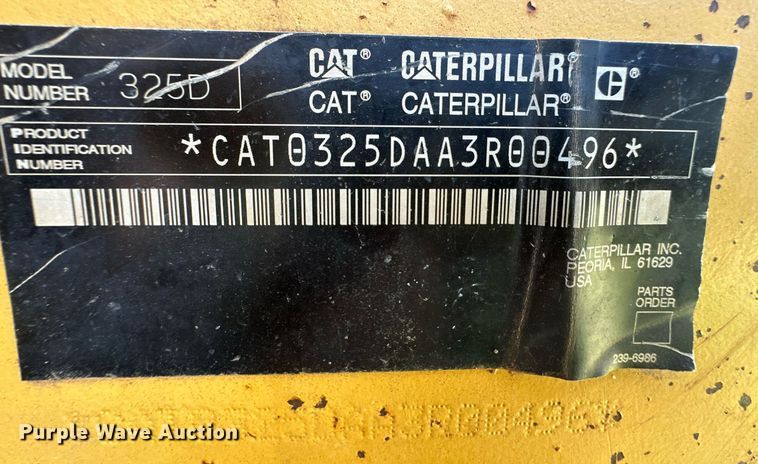 CAT® CATERPILLAR® C®
CAT® CATERPILLAR®
MODEL
NUMBER 325D
PRODUCT
IDENTIFICATION
NUMBER
*CAT0325DAA3R00496*
CATERPILLAR INC.
PEORIA, IL 61629
USA
PARTS
ORDER
239-6986
DAA3R00496*
Purple Wave Auction